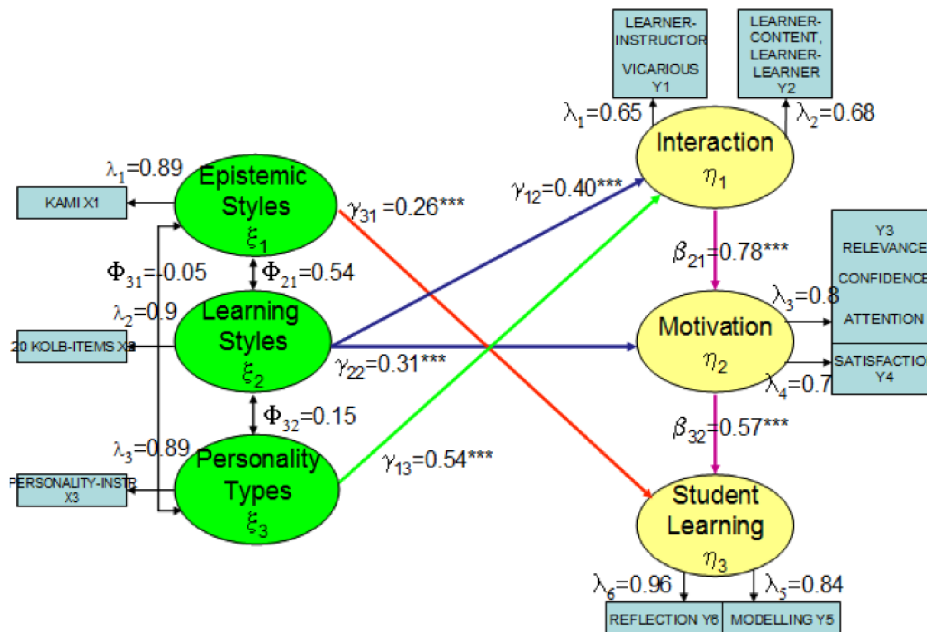 LEARNER-
INSTRUCTOR
VICARIOUS
Y1
LEARNER-
CONTENT,
LEARNER-
LEARNER
Y2
λ₁=0.65
λ₂=0.68
Interaction
η₁
λ₁=0.89
Epistemic
Styles
ξ₁
KAMI X1
γ₃₁=0.26***
γ₁₂=0.40***
Φ₃₁=-0.05
Φ₂₁=0.54
β₂₁=0.78***
Y3
RELEVANCE
CONFIDENCE
ATTENTION
λ₃=0.8
λ₂=0.9
Learning
Styles
ξ₂
20 KOLB-ITEMS X2
γ₂₂=0.31***
Motivation
η₂
SATISFACTION
Y4
λ₄=0.7
Φ₃₂=0.15
β₃₂=0.57***
λ₃=0.89
Personality
Types
ξ₃
PERSONALITY-INSTR
X3
γ₁₃=0.54***
Student
Learning
η₃
λ₆=0.96
λ₅=0.84
REFLECTION Y6
MODELLING Y5